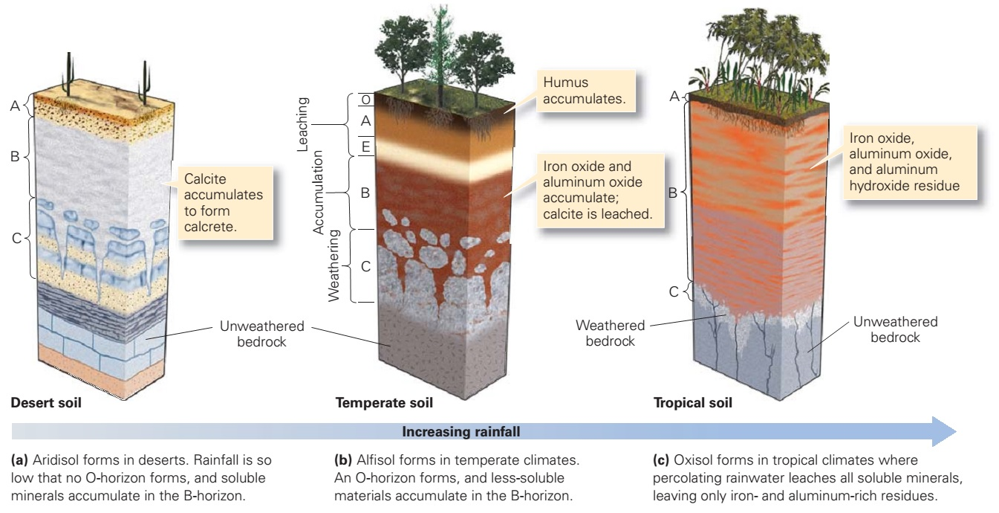 A
B
C
Calcite
accumulates
to form
calcrete.
Leaching
Accumulation
Weathering
O
A
E
B
C
Humus
accumulates.
Iron oxide and
aluminum oxide
accumulate;
calcite is leached.
Unweathered
bedrock
A
B
C
Iron oxide,
aluminum oxide,
and aluminum
hydroxide residue
Weathered
bedrock
Unweathered
bedrock
Desert soil
Temperate soil
Tropical soil
Increasing rainfall
(a) Aridisol forms in deserts. Rainfall is so
low that no O-horizon forms, and soluble
minerals accumulate in the B-horizon.
(b) Alfisol forms in temperate climates.
An O-horizon forms, and less-soluble
materials accumulate in the B-horizon.
(c) Oxisol forms in tropical climates where
percolating rainwater leaches all soluble minerals,
leaving only iron- and aluminum-rich residues.